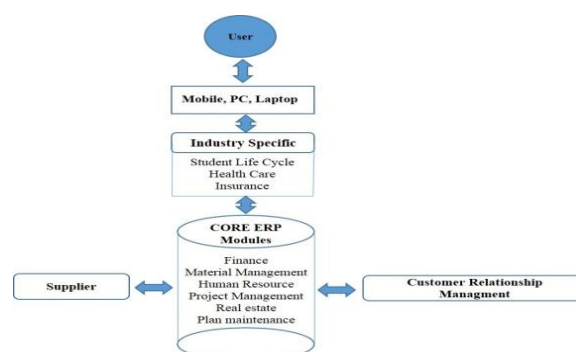 User
Mobile, PC, Laptop
Industry Specific
Student Life Cycle
Health Care
Insurance
CORE ERP
Modules
Finance
Material Management
Human Resource
Project Management
Real estate
Plan maintenance
Supplier
Customer Relationship
Managment